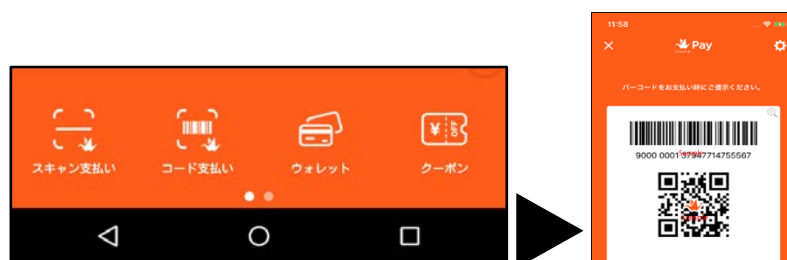 スキャン支払い
コード支払い
ウォレット
¥ OFF
クーポン
11:58
Pay
バーコードをお支払い時にご提示ください。
9000 0001 37947714755567